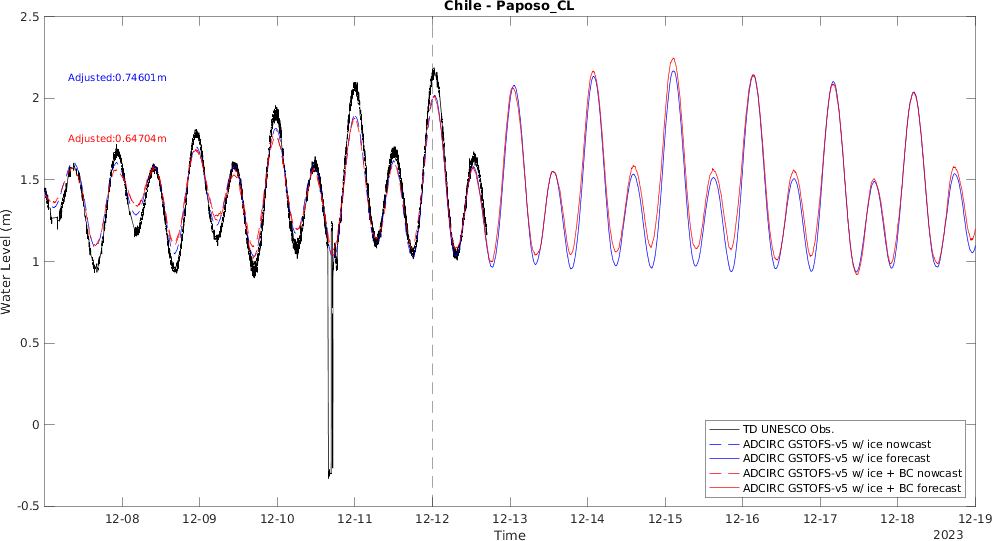 Chile - Paposo_CL
2.5
2
1.5
1
0.5
0
-0.5
Water Level (m)
Adjusted:0.74601m
Adjusted:0.64704m
TD UNESCO Obs.
ADCIRC GSTOFS-v5 w/ ice nowcast
ADCIRC GSTOFS-v5 w/ ice forecast
ADCIRC GSTOFS-v5 w/ ice + BC nowcast
ADCIRC GSTOFS-v5 w/ ice + BC forecast
12-08 12-09 12-10 12-11 12-12 12-13 12-14 12-15 12-16 12-17 12-18 12-19
Time
2023